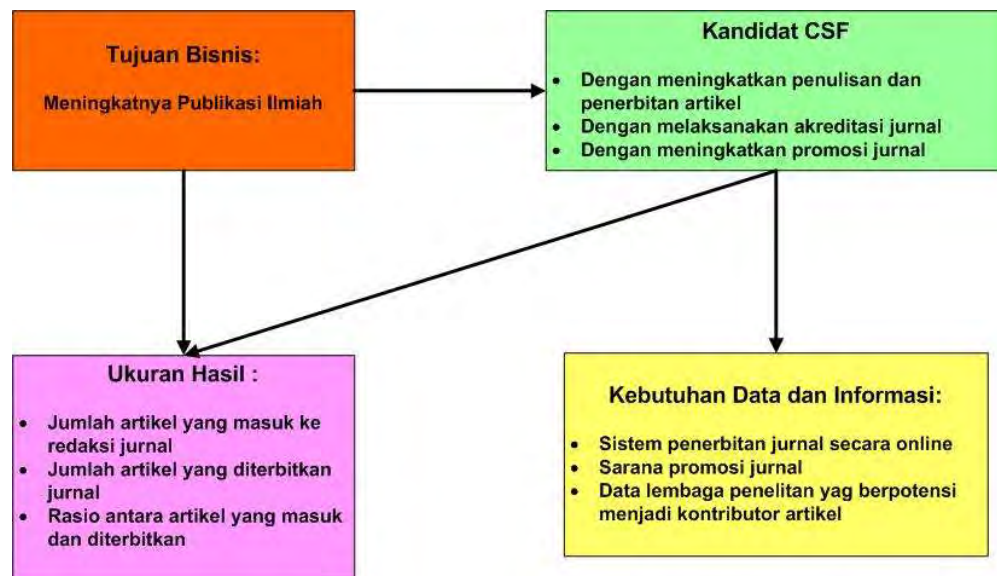 Tujuan Bisnis:
Meningkatnya Publikasi Ilmiah
Kandidat CSF
• Dengan meningkatkan penulisan dan
penerbitan artikel
• Dengan melaksanakan akreditasi jurnal
• Dengan meningkatkan promosi jurnal
Ukuran Hasil :
• Jumlah artikel yang masuk ke
redaksi jurnal
• Jumlah artikel yang diterbitkan
jurnal
• Rasio antara artikel yang masuk
dan diterbitkan
Kebutuhan Data dan Informasi:
• Sistem penerbitan jurnal secara online
• Sarana promosi jurnal
• Data lembaga penelitan yag berpotensi
menjadi kontributor artikel